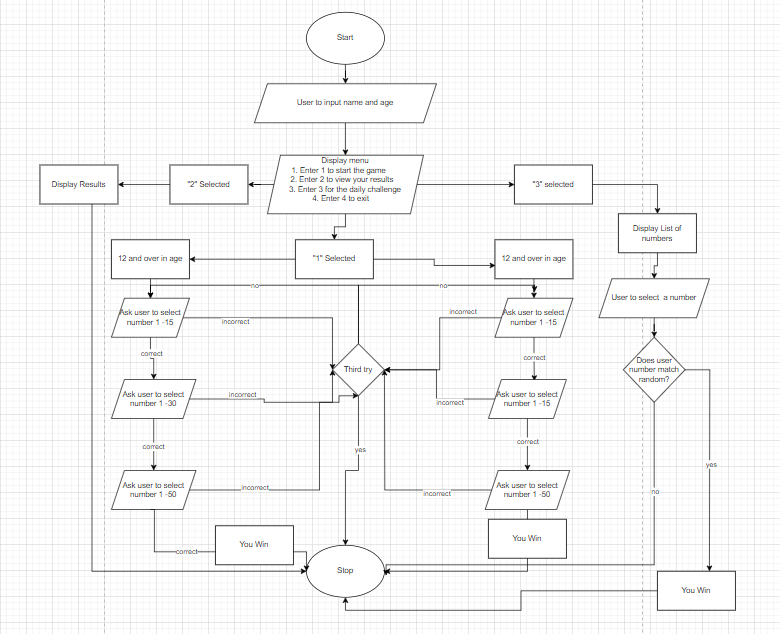 Start
User to input name and age
Display menu
1. Enter 1 to start the game
2. Enter 2 to view your results
3. Enter 3 for the daily challenge
4. Enter 4 to exit
Display Results
"2" Selected
"3" selected
Display List of
numbers
12 and over in age
"1" Selected
12 and over in age
no
no
User to select a number
Ask user to select
number 1 -15
incorrect
incorrect
Ask user to select
number 1 -15
correct
correct
Third try
Does user
number match
random?
Ask user to select
number 1 -30
incorrect
incorrect
Ask user to select
number 1 -15
correct
yes
correct
yes
Ask user to select
number 1 -50
incorrect
incorrect
Ask user to select
number 1 -50
no
correct
You Win
You Win
Stop
You Win